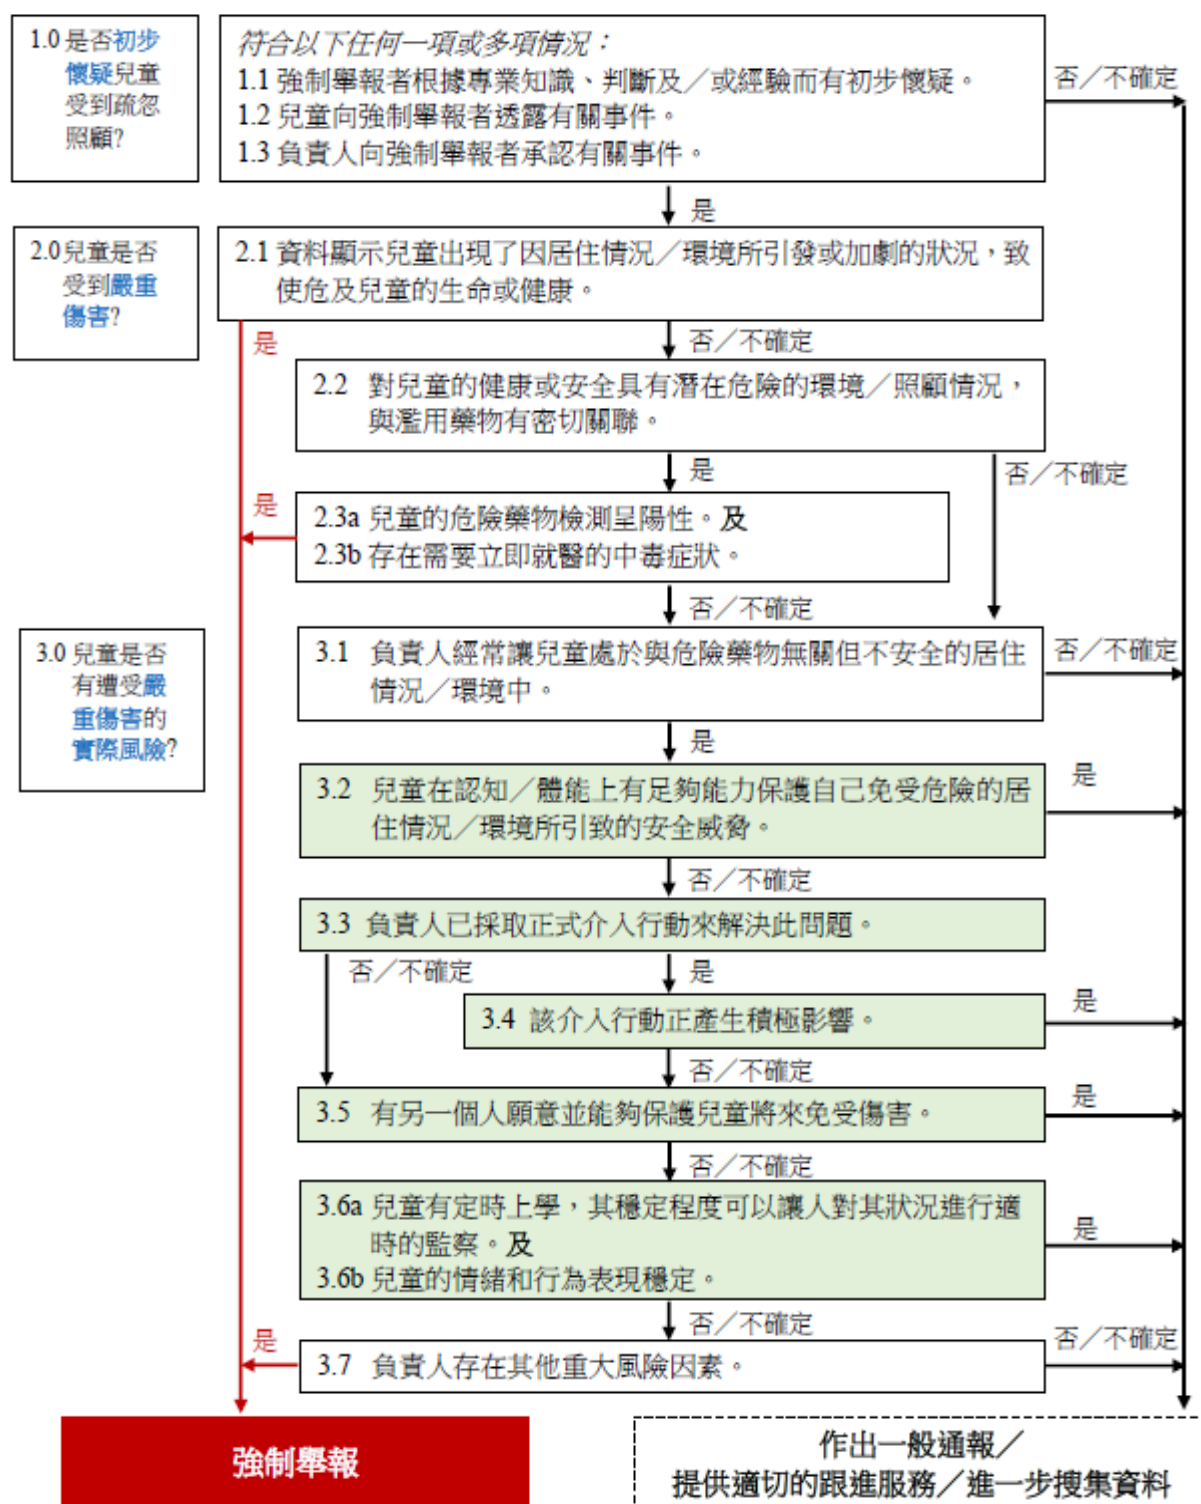 1.0 是否初步
懷疑兒童
受到疏忽
照顧?
符合以下任何一項或多項情況：
1.1 強制舉報者根據專業知識、判斷及／或經驗而有初步懷疑。
1.2 兒童向強制舉報者透露有關事件。
1.3 負責人向強制舉報者承認有關事件。
否／不確定
是
2.0 兒童是否
受到嚴重
傷害?
2.1 資料顯示兒童出現了因居住情況／環境所引發或加劇的狀況，致
使危及兒童的生命或健康。
是
否／不確定
2.2 對兒童的健康或安全具有潛在危險的環境／照顧情況，
與濫用藥物有密切關聯。
是
否／不確定
是
2.3a 兒童的危險藥物檢測呈陽性。及
2.3b 存在需要立即就醫的中毒症狀。
否／不確定
3.0 兒童是否
有遭受嚴
重傷害的
實際風險?
3.1 負責人經常讓兒童處於與危險藥物無關但不安全的居住
情況／環境中。
否／不確定
是
3.2 兒童在認知／體能上有足夠能力保護自己免受危險的居
住情況／環境所引致的安全威脅。
是
否／不確定
3.3 負責人已採取正式介入行動來解決此問題。
否／不確定
是
3.4 該介入行動正產生積極影響。
是
否／不確定
3.5 有另一個人願意並能夠保護兒童將來免受傷害。
是
否／不確定
3.6a 兒童有定時上學，其穩定程度可以讓人對其狀況進行適
時的監察。及
3.6b 兒童的情緒和行為表現穩定。
是
否／不確定
是
3.7 負責人存在其他重大風險因素。
否／不確定
強制舉報
作出一般通報／
提供適切的跟進服務／進一步搜集資料